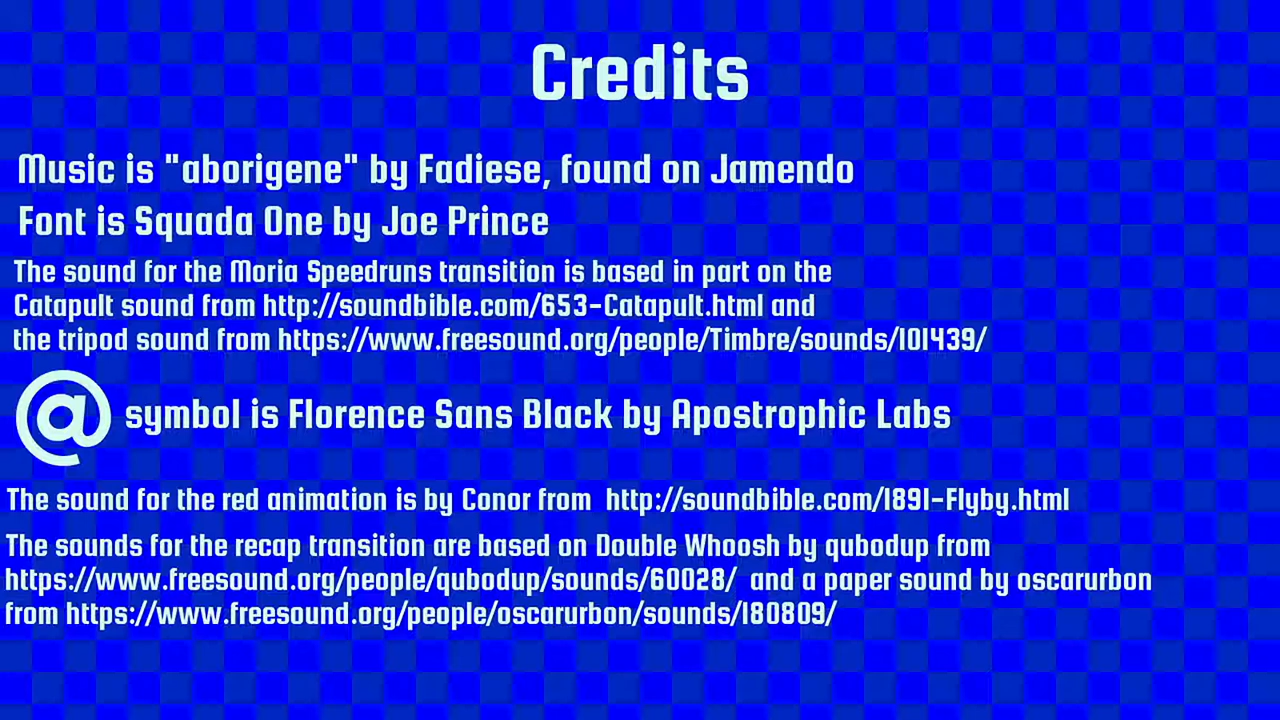 Credits
Music is "aborigene" by Fadiese, found on Jamendo
Font is Squada One by Joe Prince
The sound for the Moria Speedruns transition is based in part on the
Catapult sound from http://soundbible.com/653-Catapult.html and
the tripod sound from https://www.freesound.org/people/Timbre/sounds/101439/
@ symbol is Florence Sans Black by Apostrophic Labs
The sound for the red animation is by Conor from http://soundbible.com/1891-Flyby.html
The sounds for the recap transition are based on Double Whoosh by qubodup from
https://www.freesound.org/people/qubodup/sounds/60028/ and a paper sound by oscarurbon
from https://www.freesound.org/people/oscarurbon/sounds/180809/